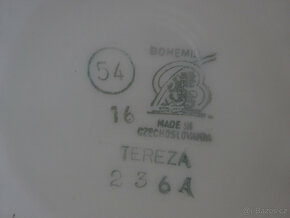 54
BOHEMIA
16
MADE IN
CZECHOSLOVAKIA
TEREZA
236A